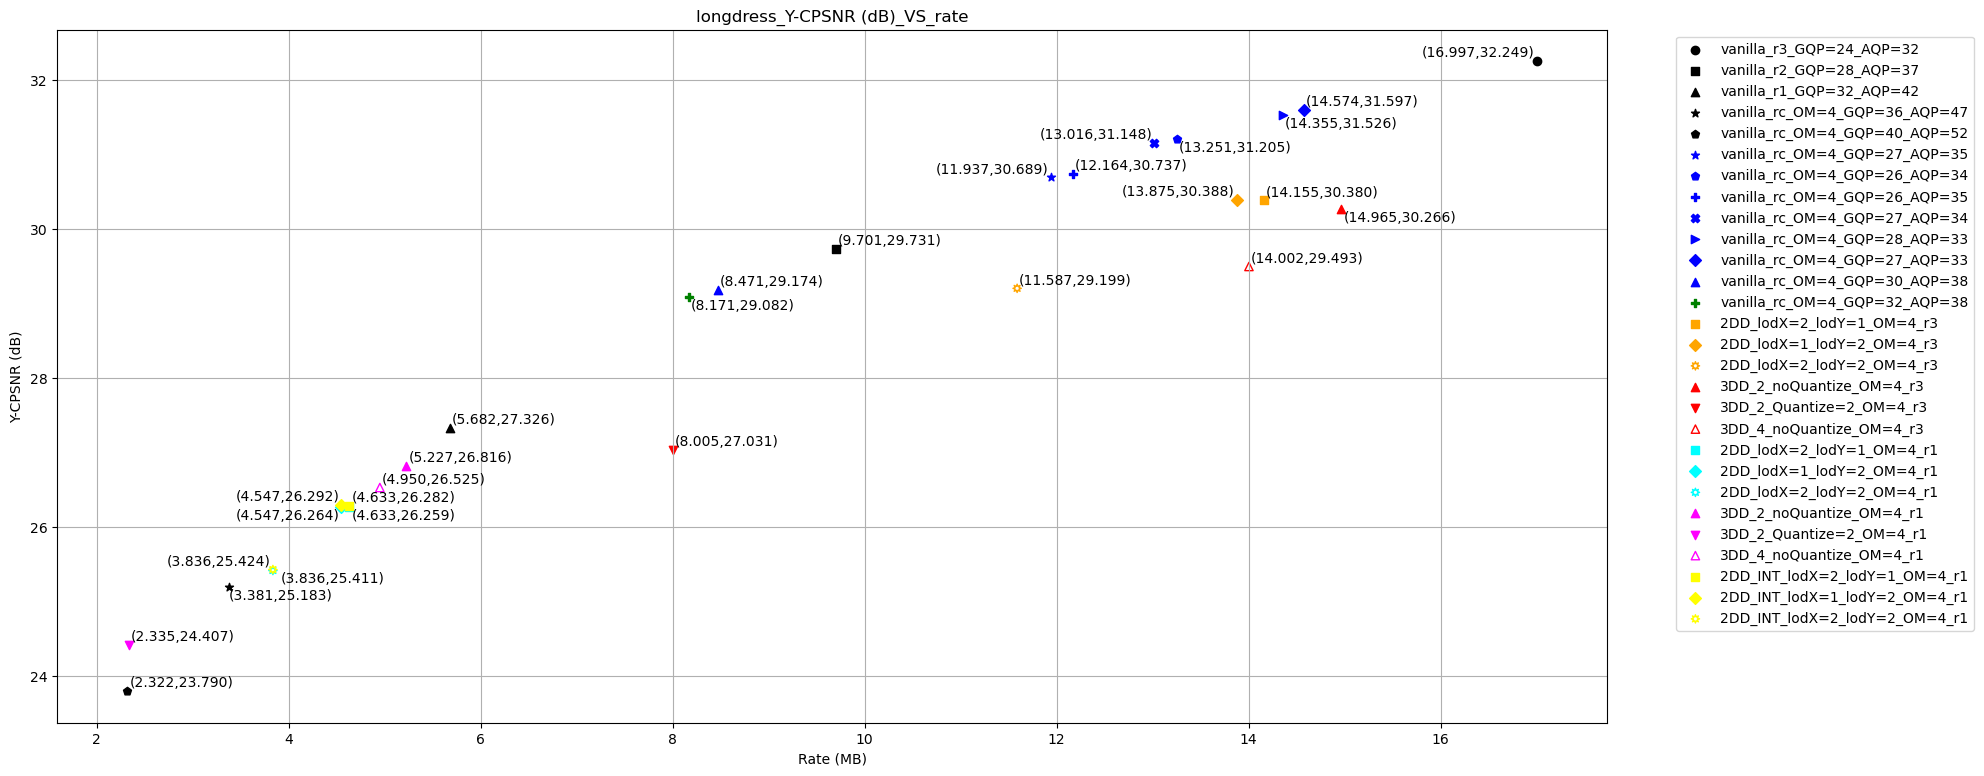 longdress_Y-CPSNR (dB)_VS_rate
Y-CPSNR (dB)
32
30
28
26
24
(16.997,32.249)
(14.574,31.597)
(14.355,31.526)
(13.016,31.148)
(13.251,31.205)
(11.937,30.689)
(12.164,30.737)
(13.875,30.388)
(14.155,30.380)
(14.965,30.266)
(9.701,29.731)
(14.002,29.493)
(8.471,29.174)
(11.587,29.199)
(8.171,29.082)
(5.682,27.326)
(8.005,27.031)
(5.227,26.816)
(4.950,26.525)
(4.547,26.292)
(4.633,26.282)
(4.547,26.264)
(4.633,26.259)
(3.836,25.424)
(3.836,25.411)
(3.381,25.183)
(2.335,24.407)
(2.322,23.790)
2
4
6
8
10
12
14
16
Rate (MB)
vanilla_r3_GQP=24_AQP=32
vanilla_r2_GQP=28_AQP=37
vanilla_r1_GQP=32_AQP=42
vanilla_rc_OM=4_GQP=36_AQP=47
vanilla_rc_OM=4_GQP=40_AQP=52
vanilla_rc_OM=4_GQP=27_AQP=35
vanilla_rc_OM=4_GQP=26_AQP=34
vanilla_rc_OM=4_GQP=26_AQP=35
vanilla_rc_OM=4_GQP=27_AQP=34
vanilla_rc_OM=4_GQP=28_AQP=33
vanilla_rc_OM=4_GQP=27_AQP=33
vanilla_rc_OM=4_GQP=30_AQP=38
vanilla_rc_OM=4_GQP=32_AQP=38
2DD_lodX=2_lodY=1_OM=4_r3
2DD_lodX=1_lodY=2_OM=4_r3
2DD_lodX=2_lodY=2_OM=4_r3
3DD_2_noQuantize_OM=4_r3
3DD_2_Quantize=2_OM=4_r3
3DD_4_noQuantize_OM=4_r3
2DD_lodX=2_lodY=1_OM=4_r1
2DD_lodX=1_lodY=2_OM=4_r1
2DD_lodX=2_lodY=2_OM=4_r1
3DD_2_noQuantize_OM=4_r1
3DD_2_Quantize=2_OM=4_r1
3DD_4_noQuantize_OM=4_r1
2DD_INT_lodX=2_lodY=1_OM=4_r1
2DD_INT_lodX=1_lodY=2_OM=4_r1
2DD_INT_lodX=2_lodY=2_OM=4_r1